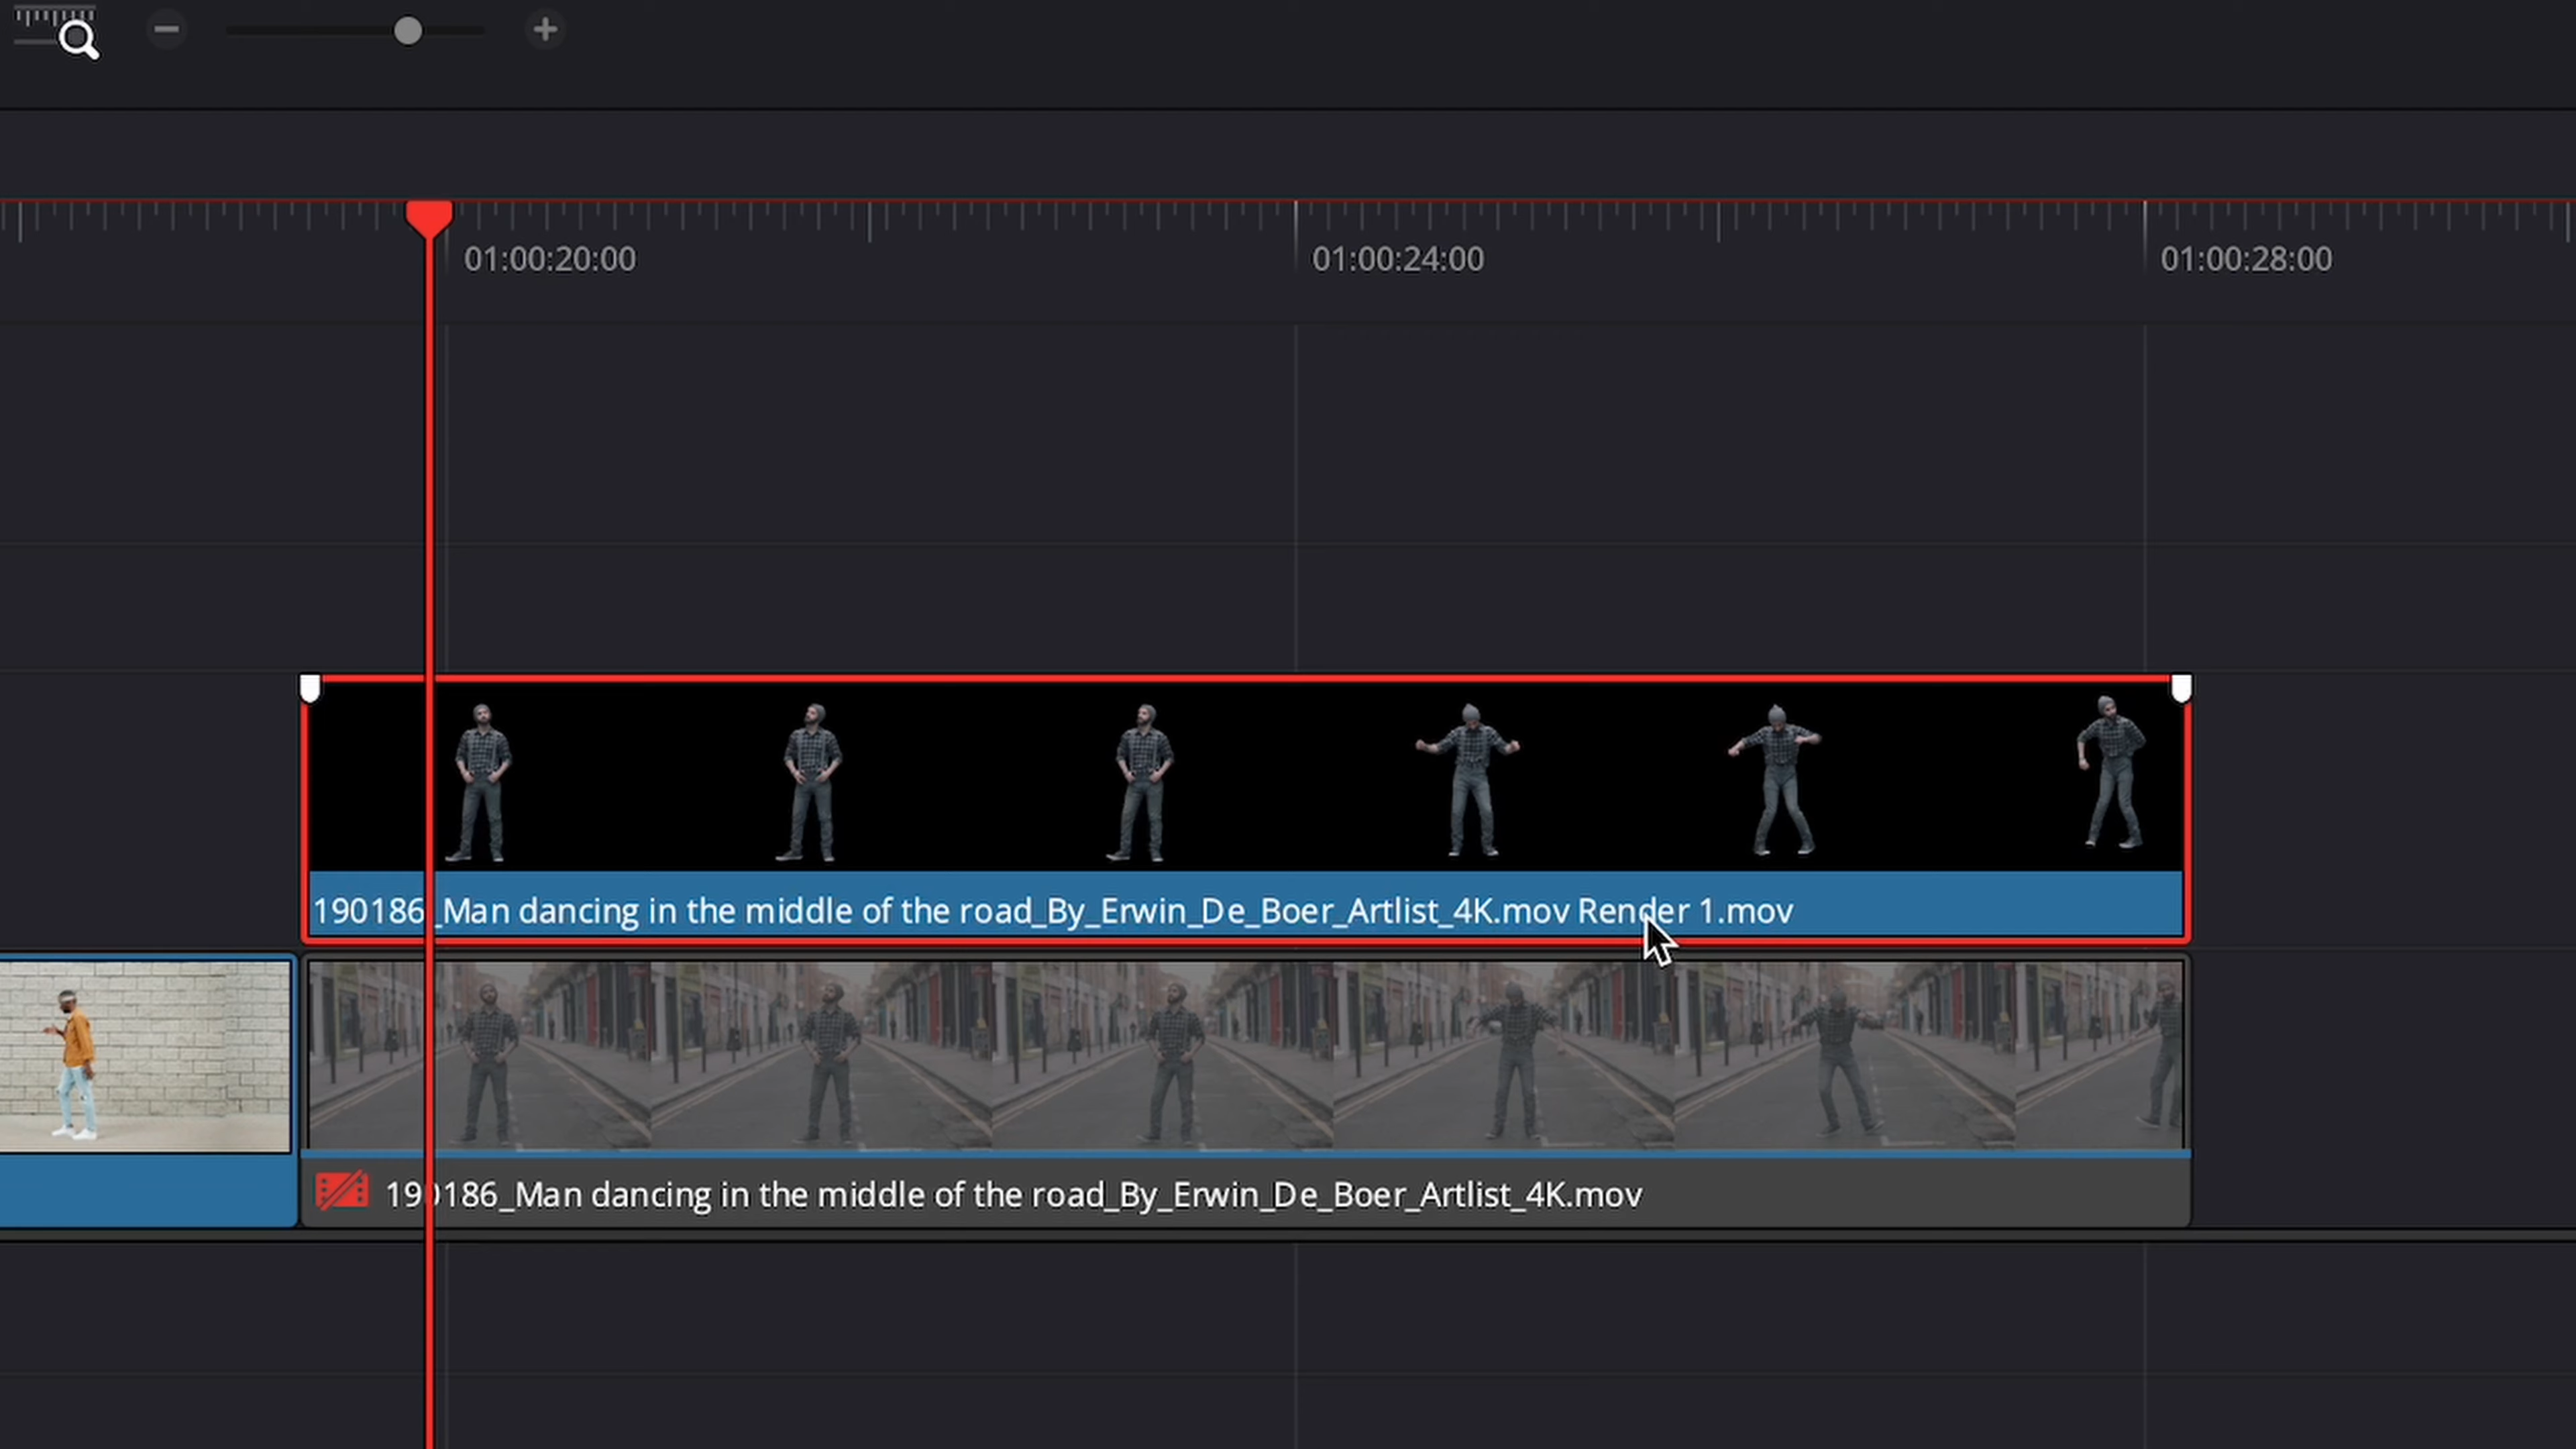 01:00:20:00
01:00:24:00
01:00:28:00
190186_Man dancing in the middle of the road_By_Erwin_De_Boer_Artlist_4K.mov Render 1.mov
190186_Man dancing in the middle of the road_By_Erwin_De_Boer_Artlist_4K.mov